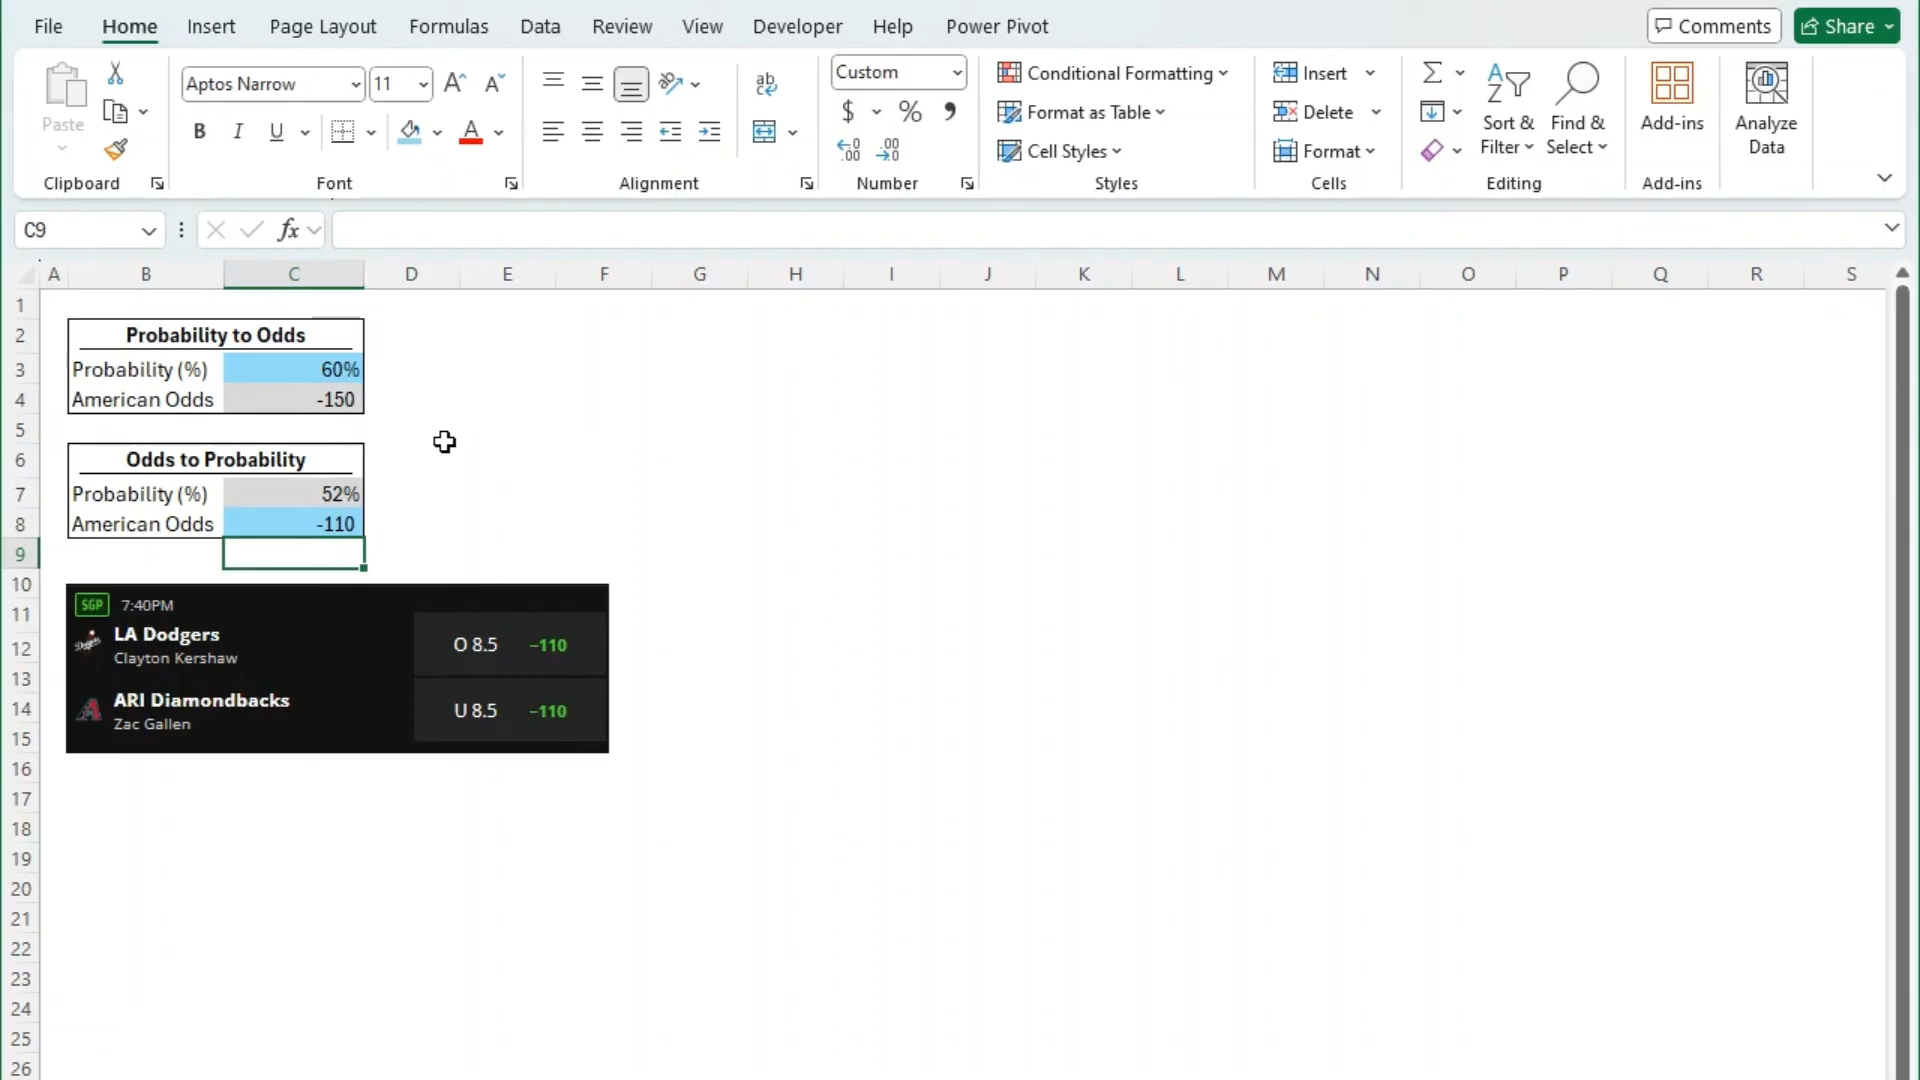 File Home Insert Page Layout Formulas Data Review View Developer Help Power Pivot Comments Share
Aptos Narrow 11 Custom Conditional Formatting Insert
Paste $ % Format as Table Delete Sort & Filter Find & Select Add-ins Analyze Data
B I U A Cell Styles Format
Clipboard Font Alignment Number Styles Cells Editing Add-ins
C9 fx
A B C D E F G H I J K L M N O P Q R S
1
2 Probability to Odds
3 Probability (%) 60%
4 American Odds -150
5
6 Odds to Probability
7 Probability (%) 52%
8 American Odds -110
9
10
SGP 7:40PM
11
LA Dodgers O 8.5 −110
12
Clayton Kershaw
13
ARI Diamondbacks U 8.5 −110
14
Zac Gallen
15
16
17
18
19
20
21
22
23
24
25
26